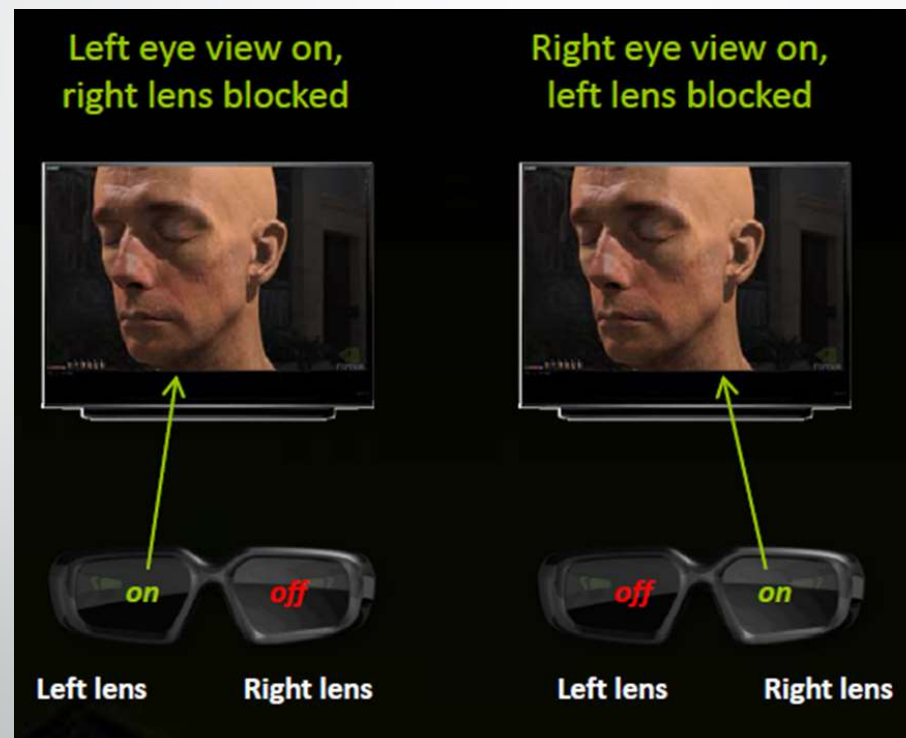 Left eye view on,
right lens blocked
Right eye view on,
left lens blocked
on
off
off
on
Left lens
Right lens
Left lens
Right lens